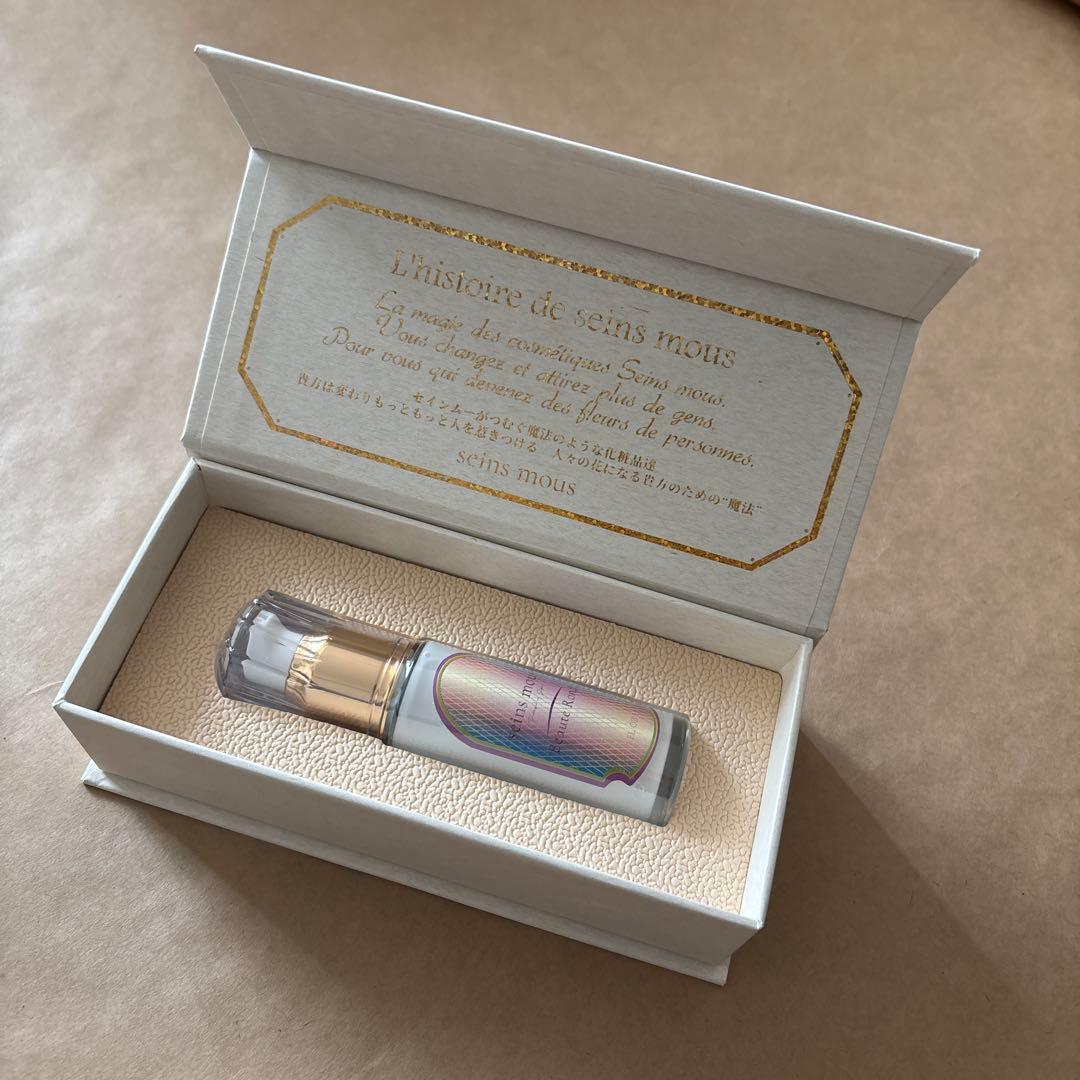 L'histoire de seins mous
La magie des cosmétiques Seins mous.
Vous changez et attirez plus de gens.
Pour vous qui devenez des fleurs de personnes.
セインムーがつむぐ魔法のような化粧品達
貴方は変わりもっともっと人を惹きつける 人々の花になる貴方のための"魔法"
seins mous
seins mous
Beauté